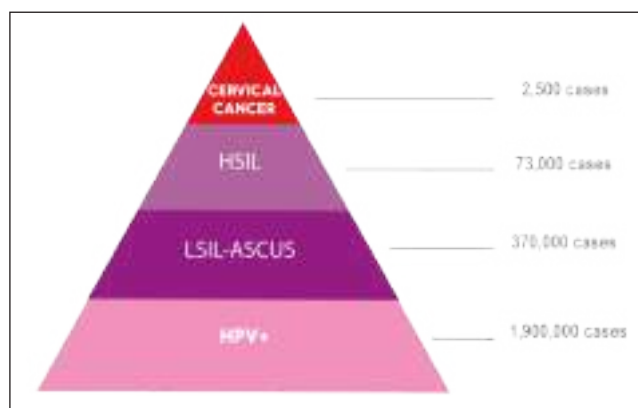 CERVICAL
CANCER
2,500 cases
HSIL
73,000 cases
LSIL-ASCUS
370,000 cases
HPV+
1,900,000 cases